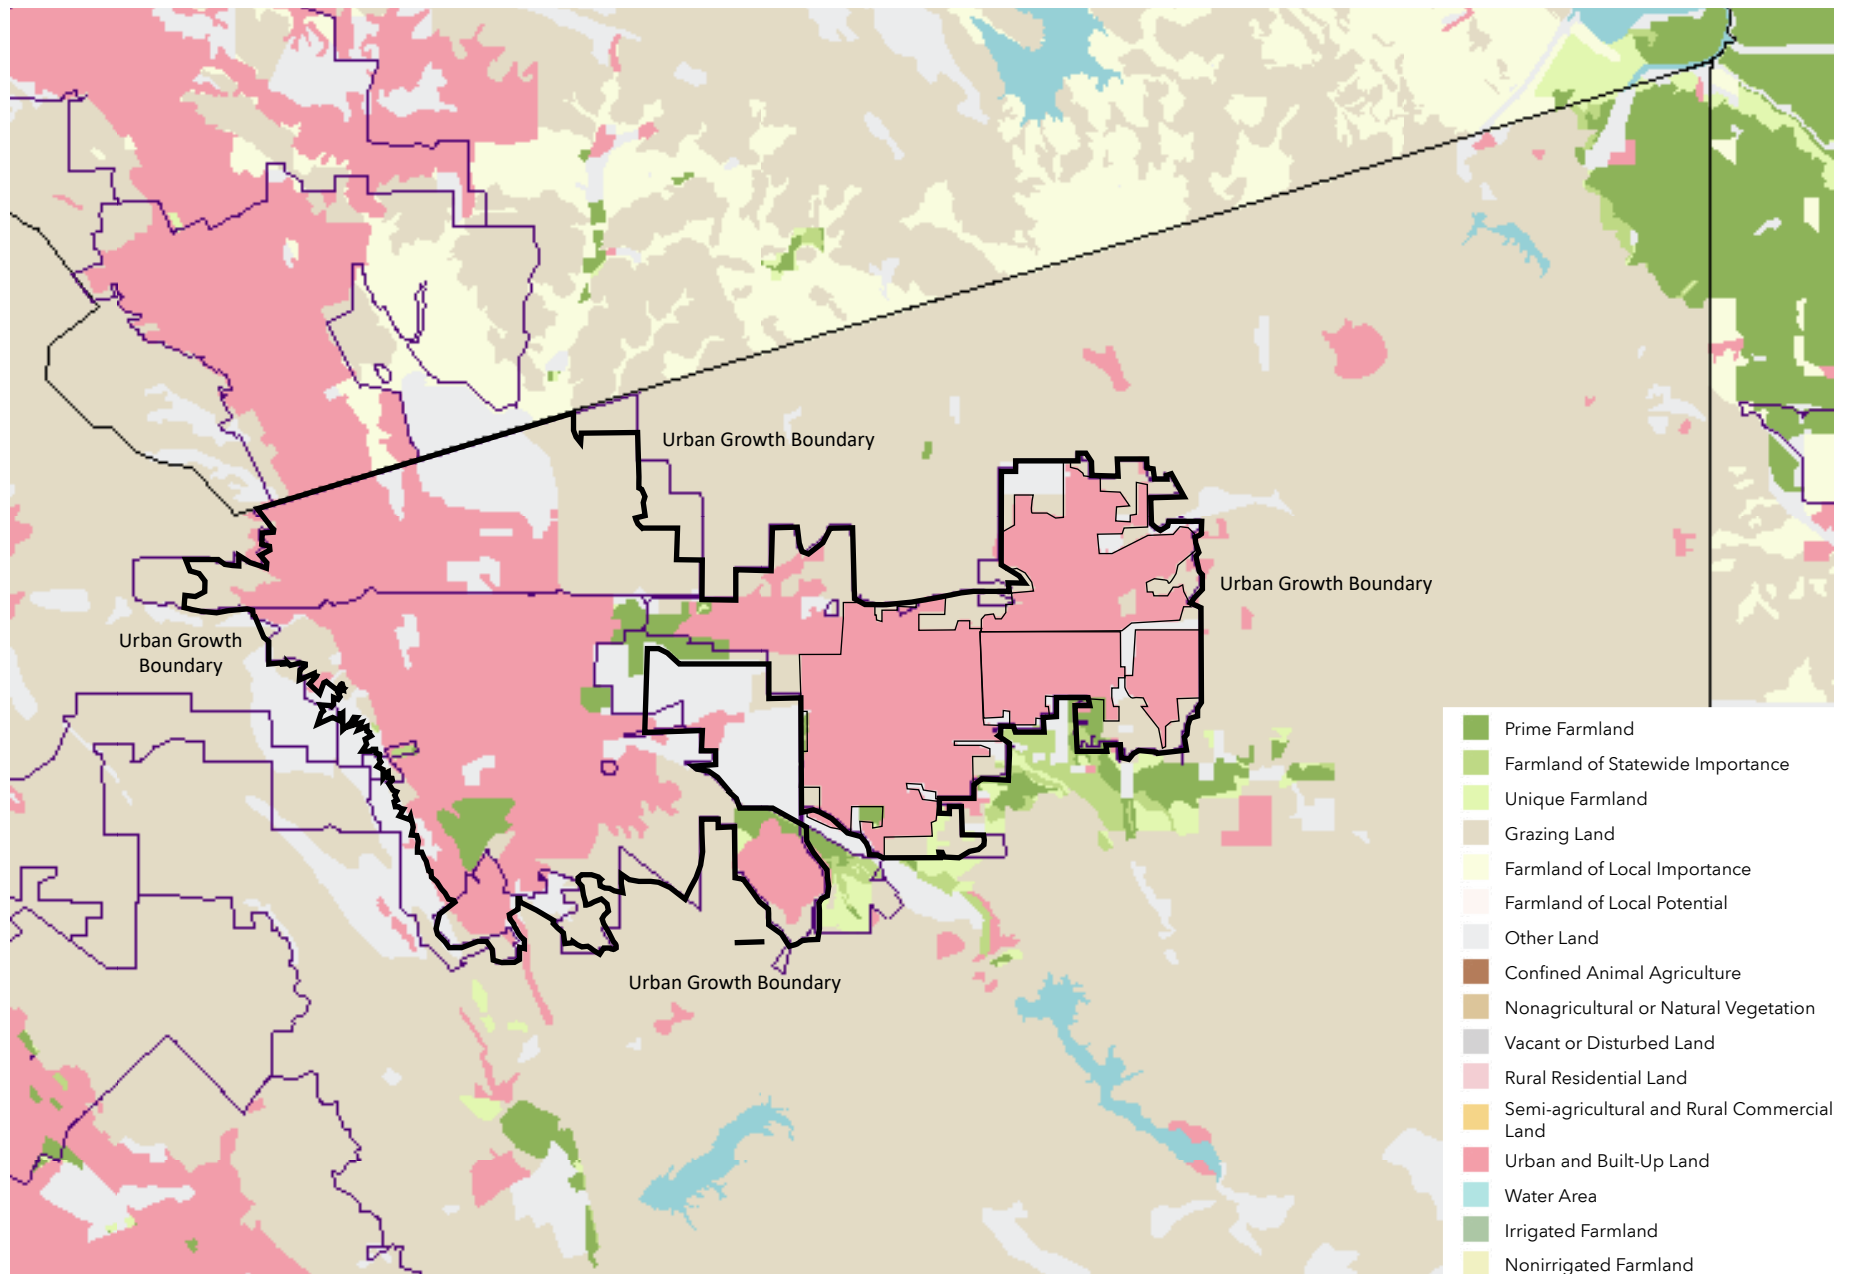 Urban Growth Boundary
Urban Growth Boundary
Urban Growth
Boundary
Urban Growth Boundary
Prime Farmland
Farmland of Statewide Importance
Unique Farmland
Grazing Land
Farmland of Local Importance
Farmland of Local Potential
Other Land
Confined Animal Agriculture
Nonagricultural or Natural Vegetation
Vacant or Disturbed Land
Rural Residential Land
Semi-agricultural and Rural Commercial
Land
Urban and Built-Up Land
Water Area
Irrigated Farmland
Nonirrigated Farmland